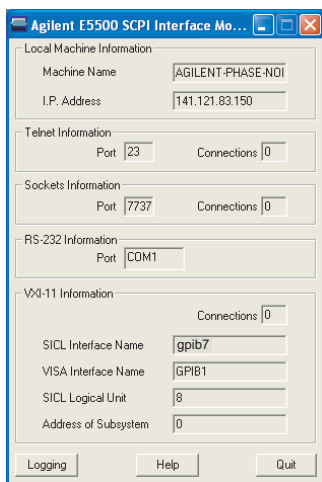 Agilent E5500 SCPI Interface Mo...
Local Machine Information
Machine Name AGILENT-PHASE-NOI
I.P. Address 141.121.83.150
Telnet Information
Port 23 Connections 0
Sockets Information
Port 7737 Connections 0
RS-232 Information
Port COM1
VXI-11 Information
Connections 0
SICL Interface Name gpib7
VISA Interface Name GPIB1
SICL Logical Unit 8
Address of Subsystem 0
Logging Help Quit